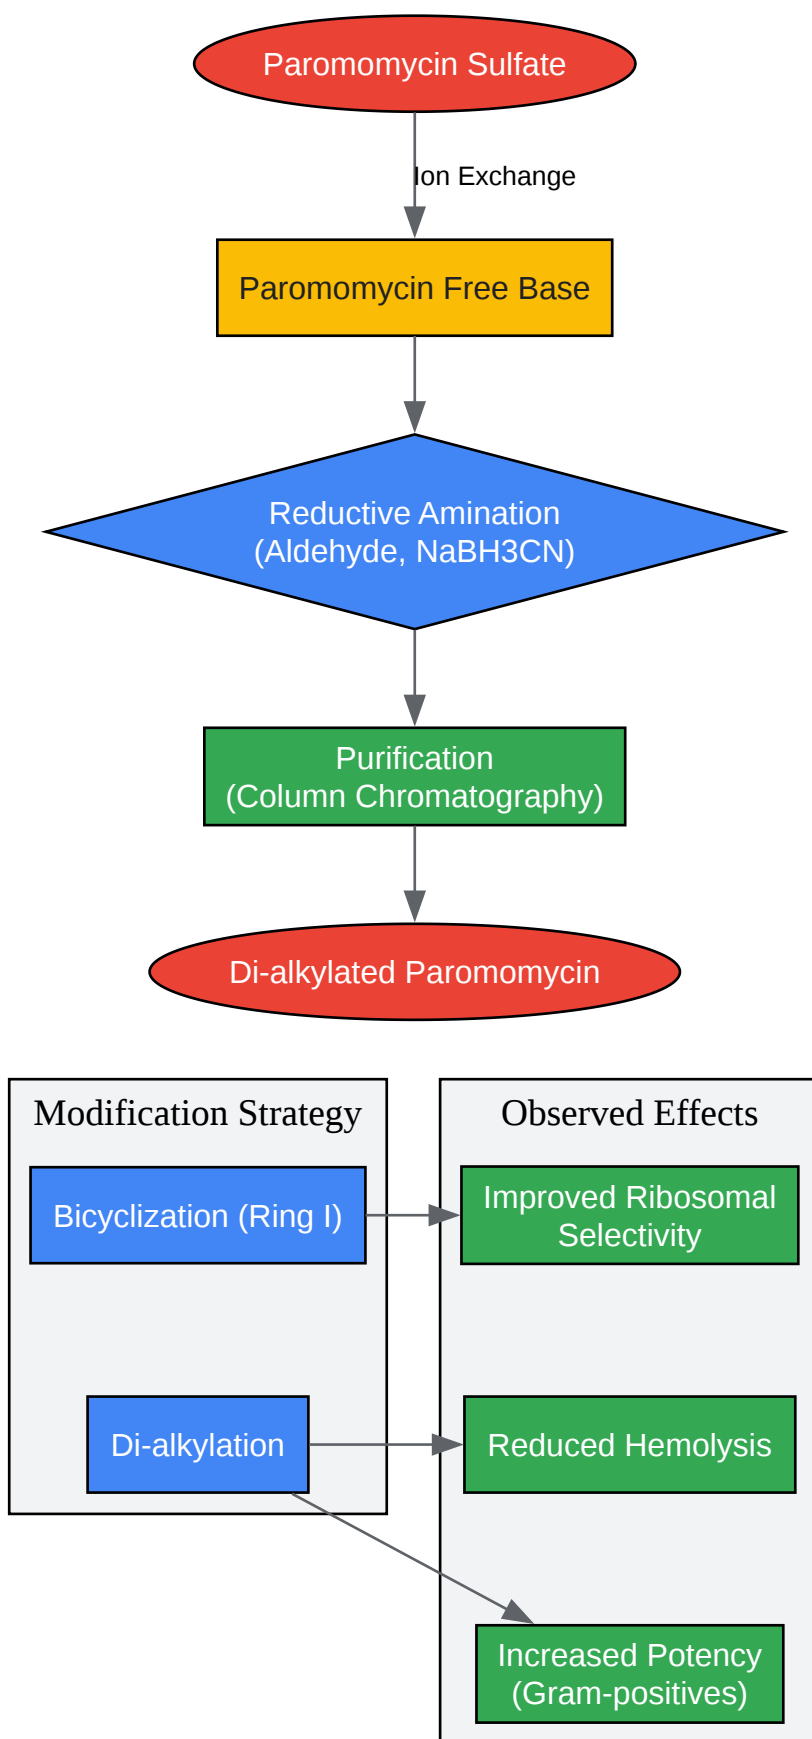 Paromomycin Sulfate
Ion Exchange
Paromomycin Free Base
Reductive Amination
(Aldehyde, NaBH3CN)
Purification
(Column Chromatography)
Di-alkylated Paromomycin
Modification Strategy
Observed Effects
Bicyclization (Ring I)
Improved Ribosomal
Selectivity
Di-alkylation
Reduced Hemolysis
Increased Potency
(Gram-positives)